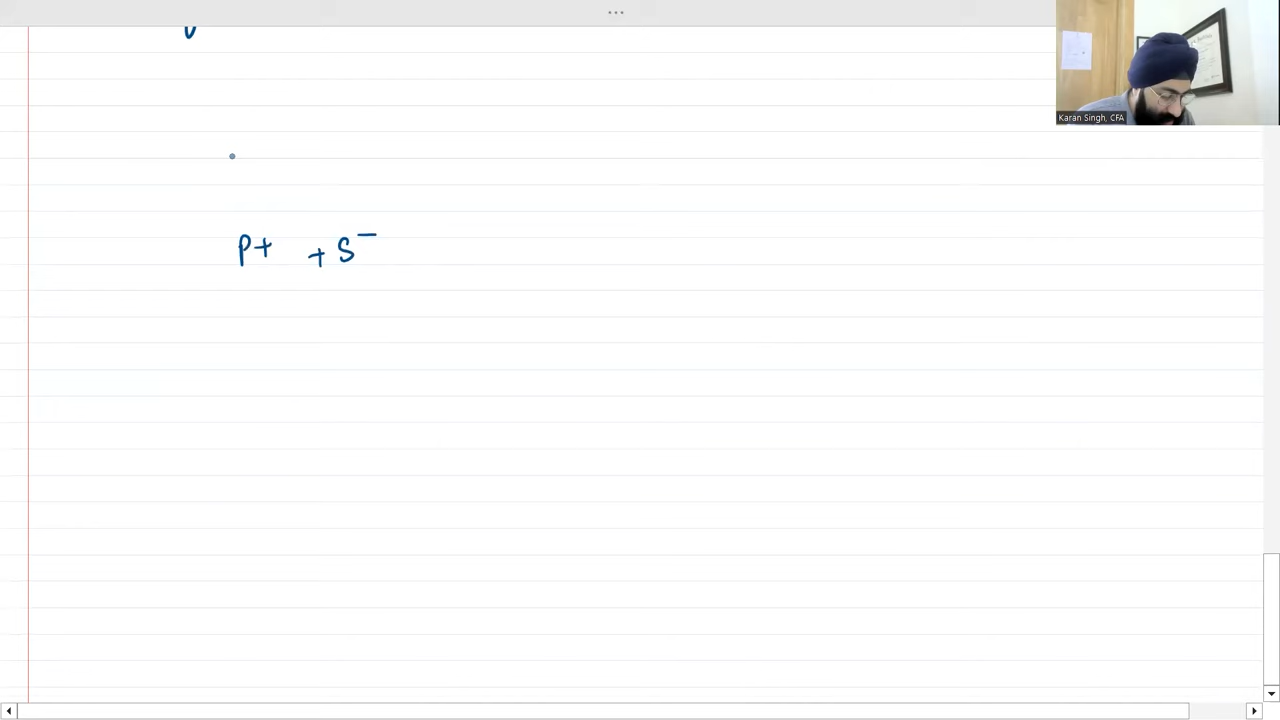 Karan Singh, CFA
P+ + S⁻